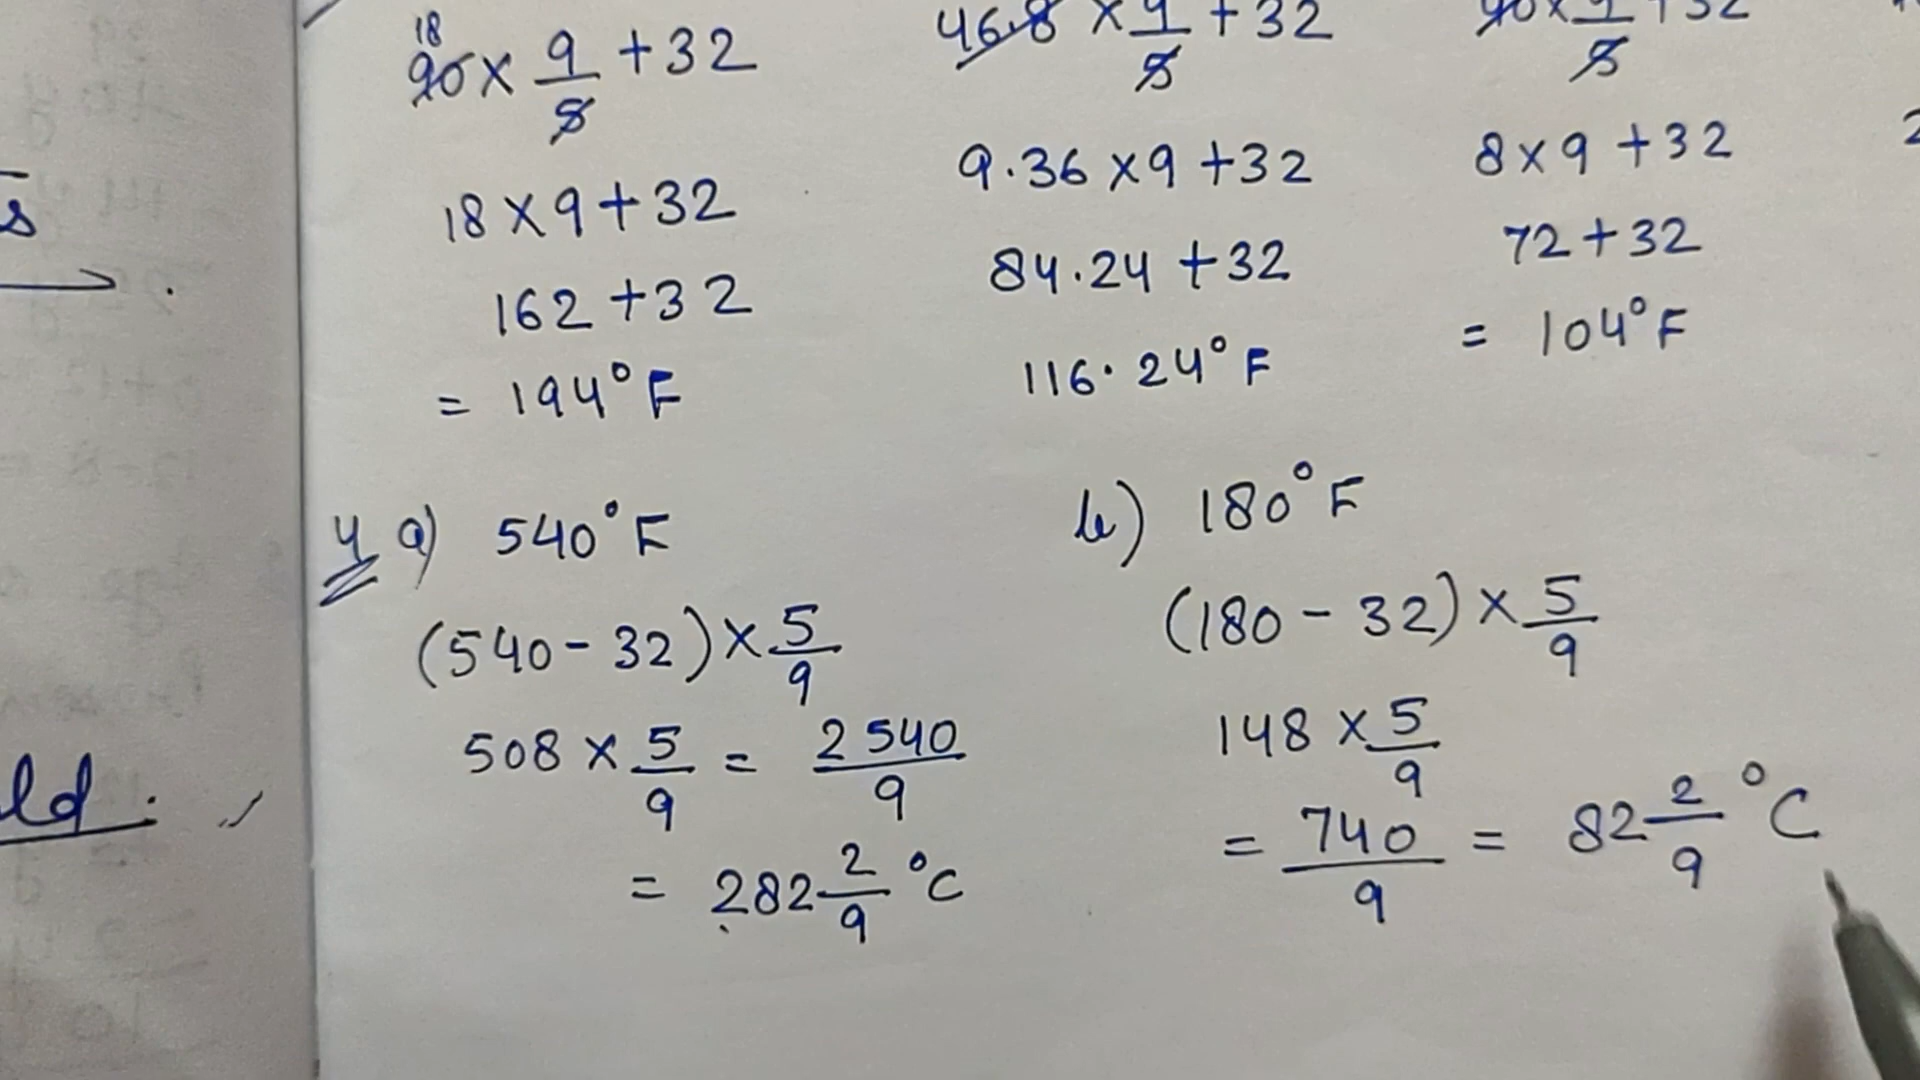 18
90 × 9/5 + 32
18 × 9 + 32
162 + 32
= 194°F
46.8 × 9/5 + 32
9.36 × 9 + 32
84.24 + 32
116.24°F
40 × 9/5 + 32
8 × 9 + 32
72 + 32
= 104°F
4 a) 540°F
(540 - 32) × 5/9
508 × 5/9 = 2540/9
= 282 2/9 °C
b) 180°F
(180 - 32) × 5/9
148 × 5/9
= 740/9 = 82 2/9 °C
ld.